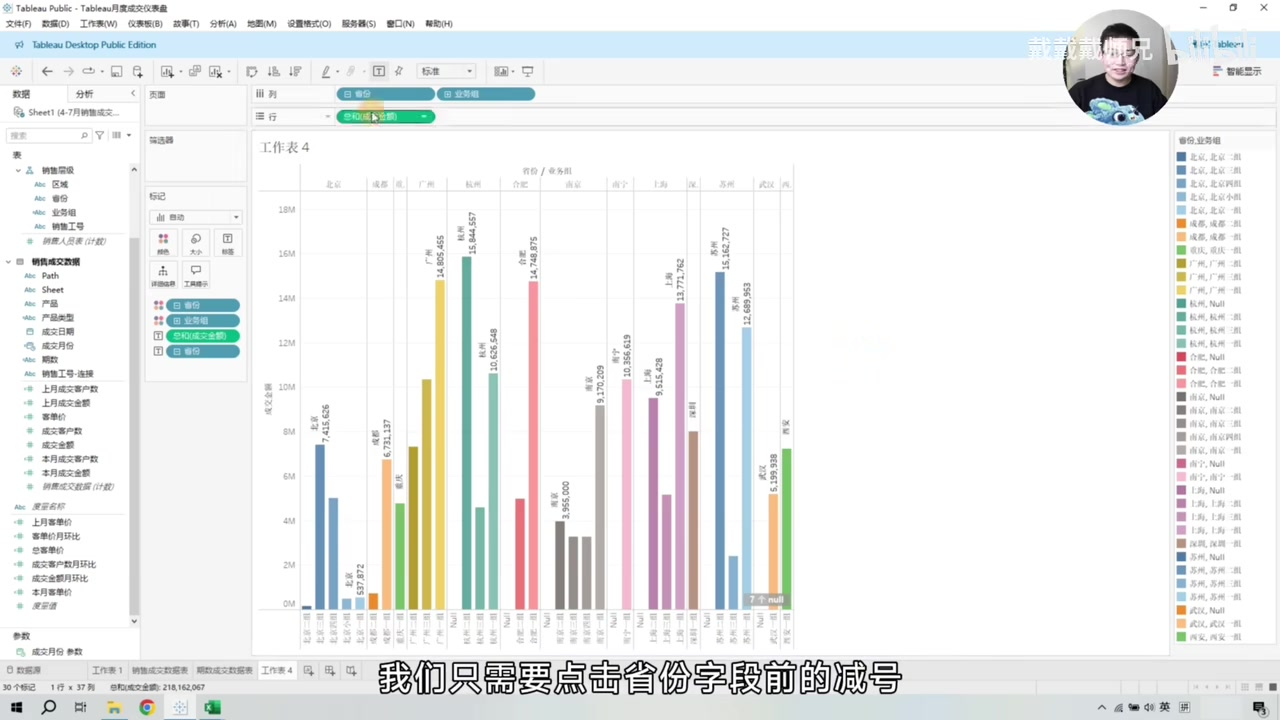 Tableau Public - Tableau月度成交仪表盘
文件(F) 数据(D) 工作表(W) 仪表板(B) 故事(T) 分析(A) 地图(M) 设置格式(O) 服务器(S) 窗口(N) 帮助(H)
Tableau Desktop Public Edition
戴戴戴师兄
标准
智能显示
数据 分析
页面
列 省份 业务组
Sheet1 (4-7月销售成交...
行 总和(成交金额)
搜索
筛选器
工作表 4
表
销售层级
区域
省份
业务组
销售工号
销售人员表 (计数)
销售成交数据
Path
Sheet
产品
产品类型
成交日期
成交月份
期数
销售工号-连接
上月成交客户数
上月成交金额
客单价
成交客户数
成交金额
本月成交客户数
本月成交金额
销售成交数据 (计数)
度量名称
上月客单价
客单价月环比
总客单价
成交客户数月环比
成交金额月环比
本月客单价
度量值
参数
成交月份 参数
标记
自动
颜色 大小 标签
详细信息 工具提示
省份
业务组
总和(成交金额)
省份
省份 / 业务组
北京 成都 重 广州 杭州 合肥 南京 南宁 上海 深. 苏州 武汉 西.
成交金额
18M
16M
14M
12M
10M
8M
6M
4M
2M
0M
北京 7,415,626
北京 537,872
成都 6,731,137
重庆
广州 14,805,455
杭州 15,844,557
杭州 10,626,548
合肥 14,748,875
南京 3,955,000
南京 9,170,209
南宁 10,356,619
上海 9,515,428
上海 13,771,762
深圳
苏州 15,162,727
苏州 12,689,953
武汉 5,199,938
西安
7 个 null
省份,业务组
北京, 北京二组
北京, 北京三组
北京, 北京四组
北京, 北京小组
北京, 北京一组
成都, 成都二组
成都, 成都一组
重庆, 重庆一组
广州, 广州二组
广州, 广州三组
广州, 广州一组
杭州, Null
杭州, 杭州二组
杭州, 杭州三组
杭州, 杭州一组
合肥, Null
合肥, 合肥二组
合肥, 合肥一组
南京, Null
南京, 南京二组
南京, 南京三组
南京, 南京四组
南京, 南京一组
南宁, Null
南宁, 南宁一组
上海, Null
上海, 上海二组
上海, 上海三组
上海, 上海一组
深圳, 深圳一组
苏州, Null
苏州, 苏州二组
苏州, 苏州三组
苏州, 苏州一组
武汉, Null
武汉, 武汉一组
西安, 西安一组
数据源 工作表 1 销售成交数据表 期数成交数据表 工作表 4
我们只需要点击省份字段前的减号
30 个标记 1 行 x 37 列 总和(成交金额): 218,162,067
英 拼